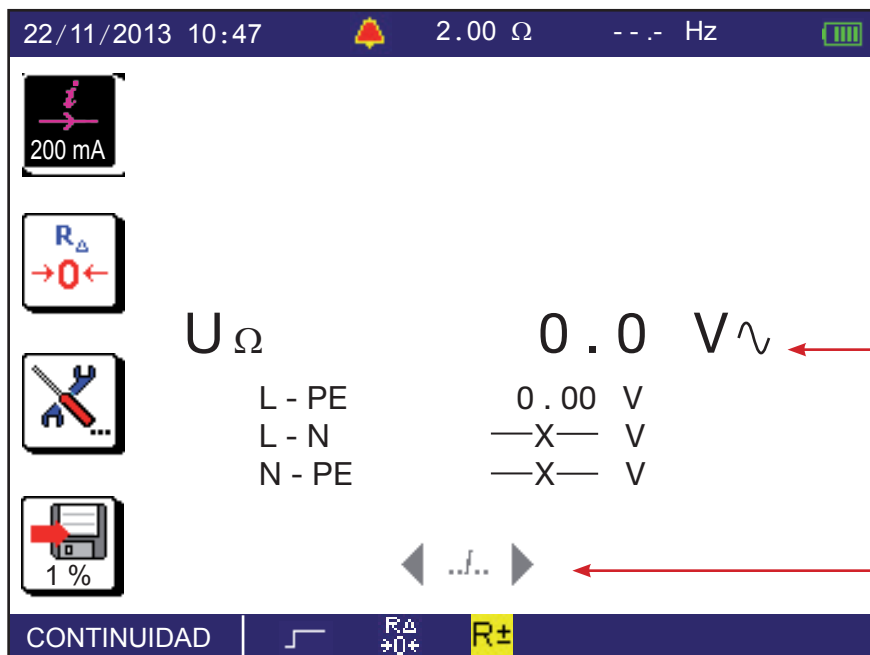 22/11/2013 10:47 2.00 Ω - - .- Hz
i
200 mA
RΔ
→0←
UΩ 0.0 V
...
L - PE 0.00 V
L - N —X— V
N - PE —X— V
1 %
CONTINUIDAD RΔ →0← R±